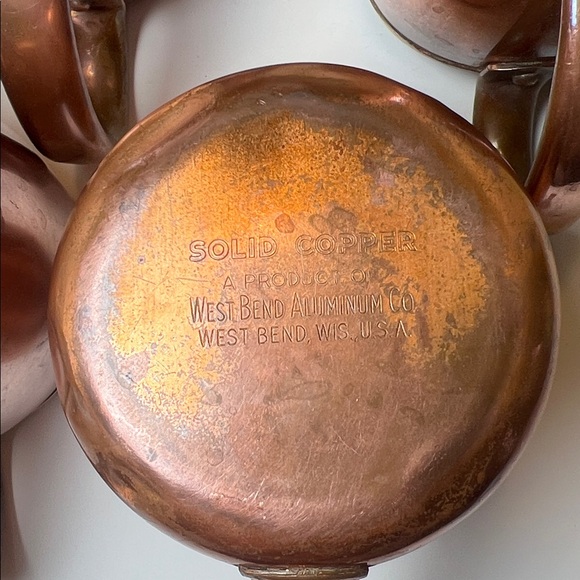 SOLID COPPER
A PRODUCT OF
WEST BEND ALUMINUM CO.
WEST BEND, WIS., U.S.A